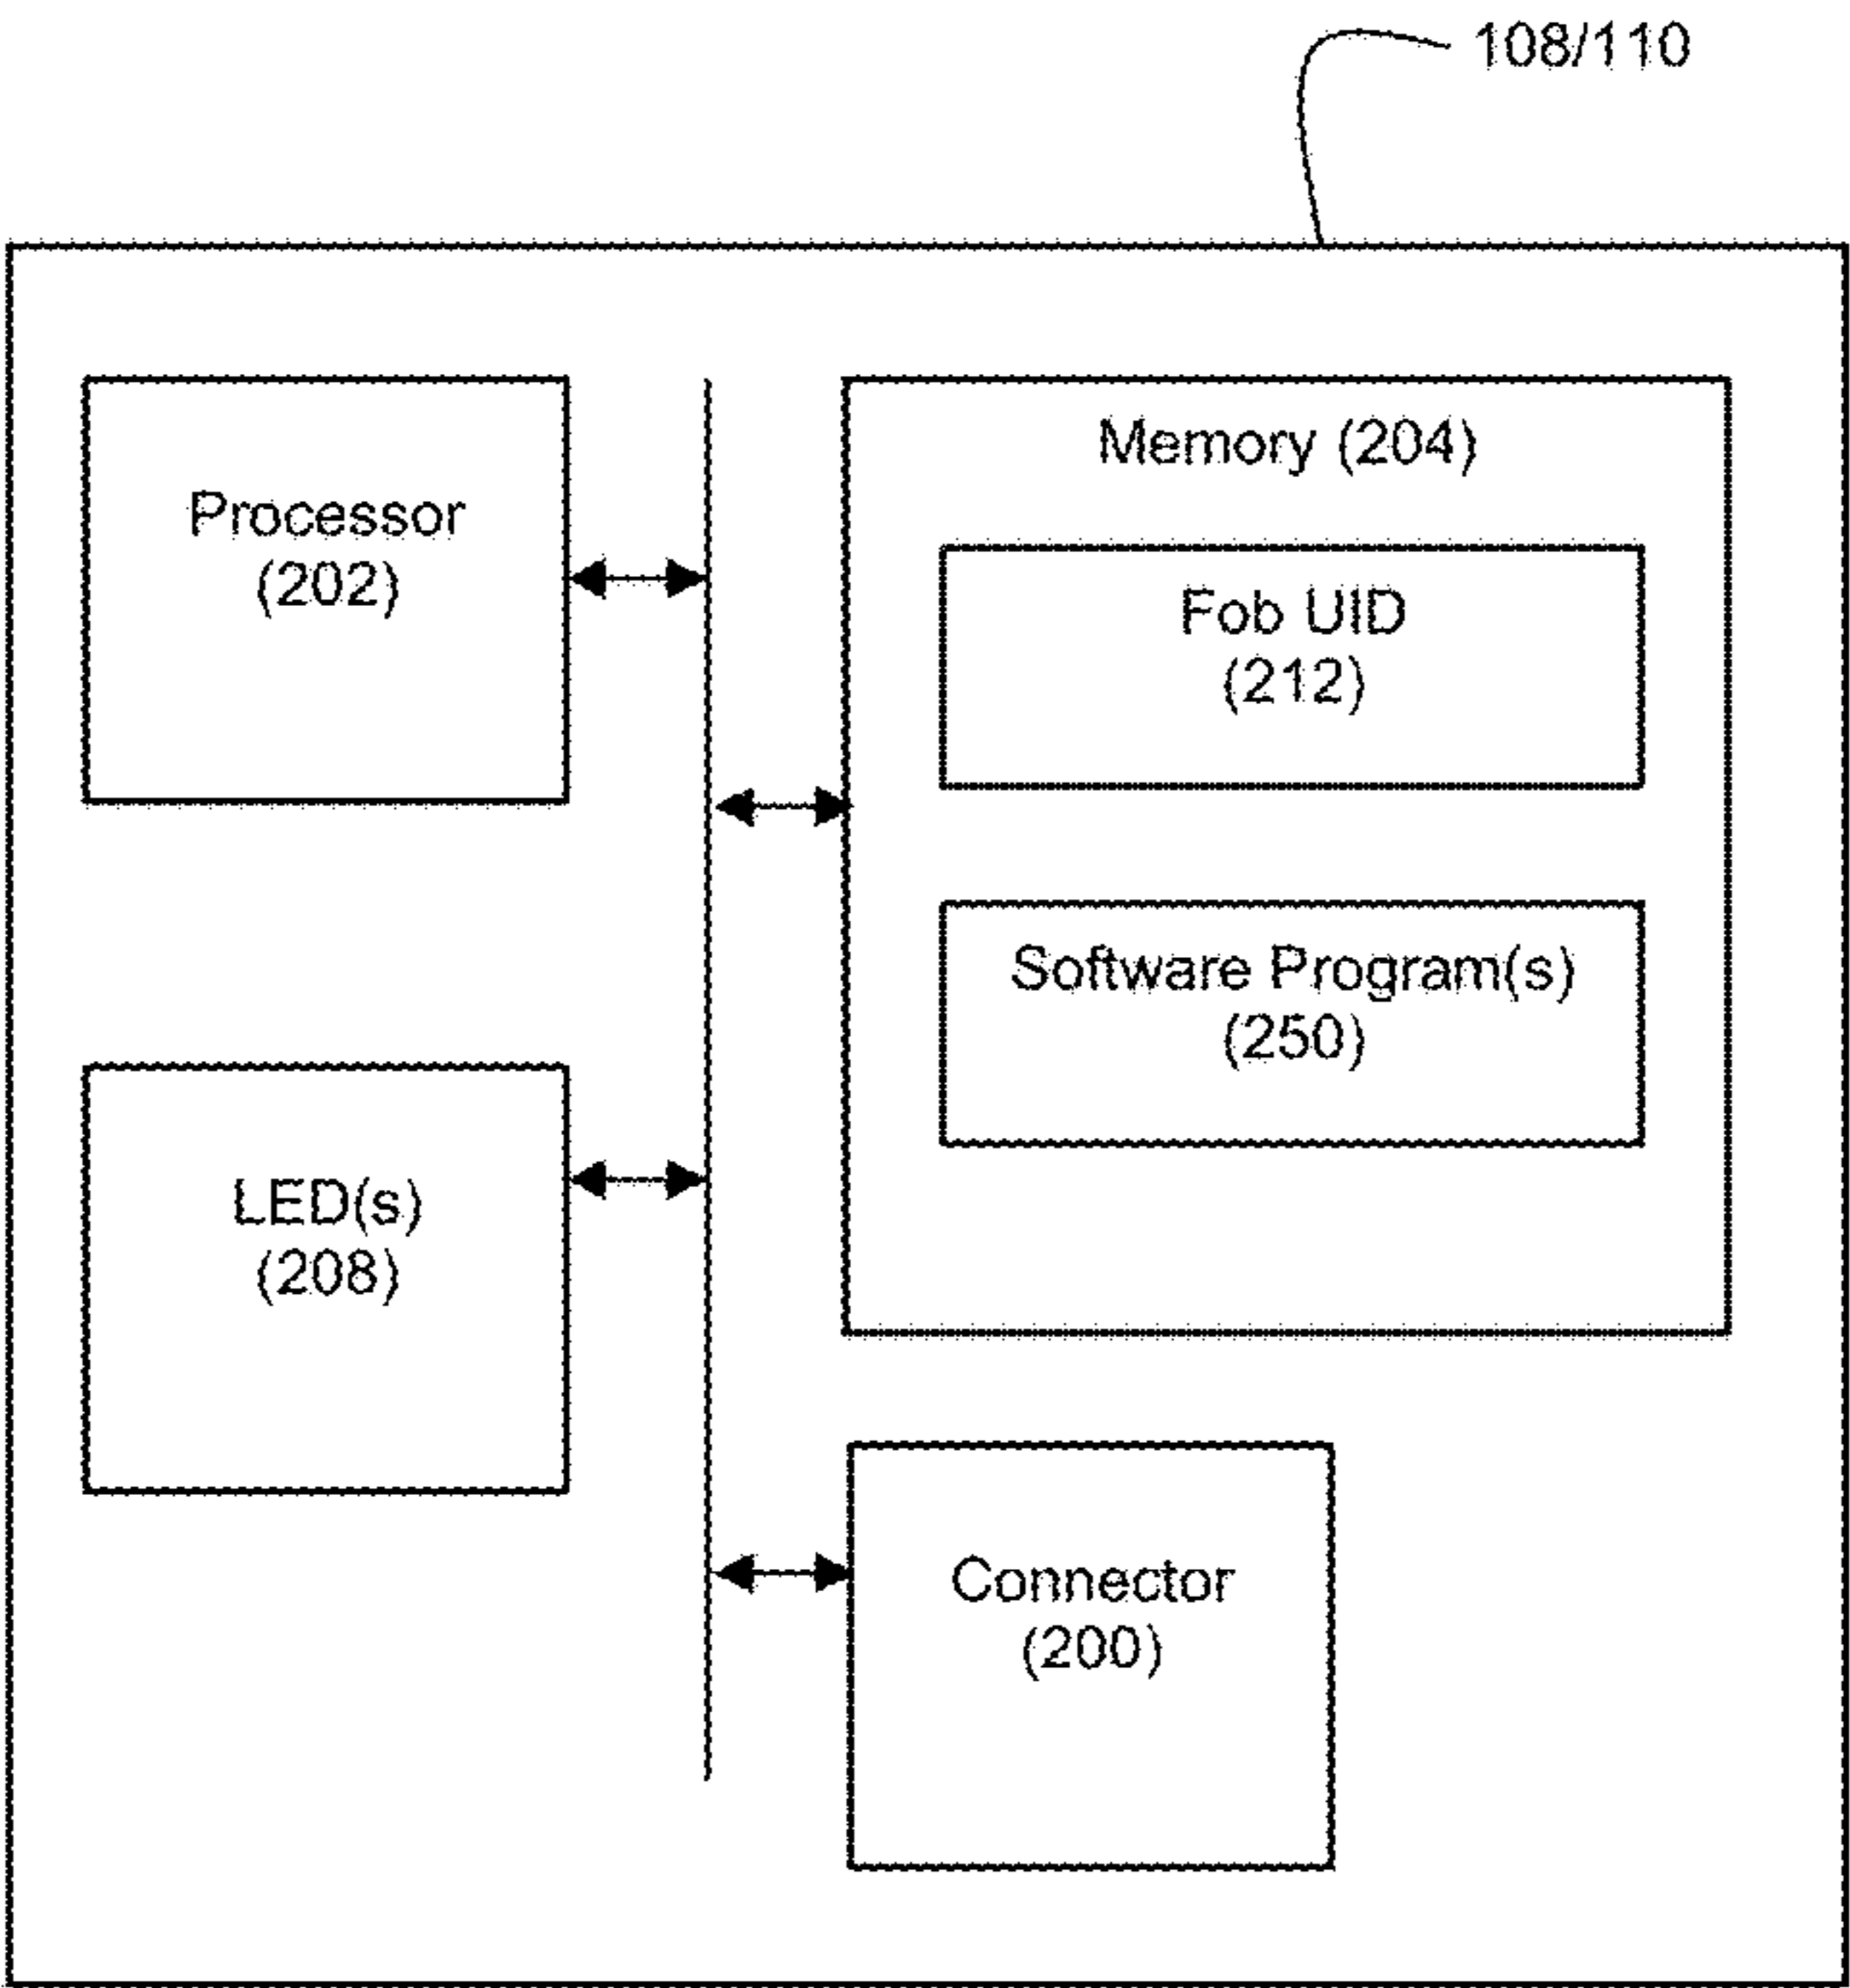 108/110
Processor
(202)
Memory (204)
Fob UID
(212)
Software Program(s)
(250)
LED(s)
(208)
Connector
(200)